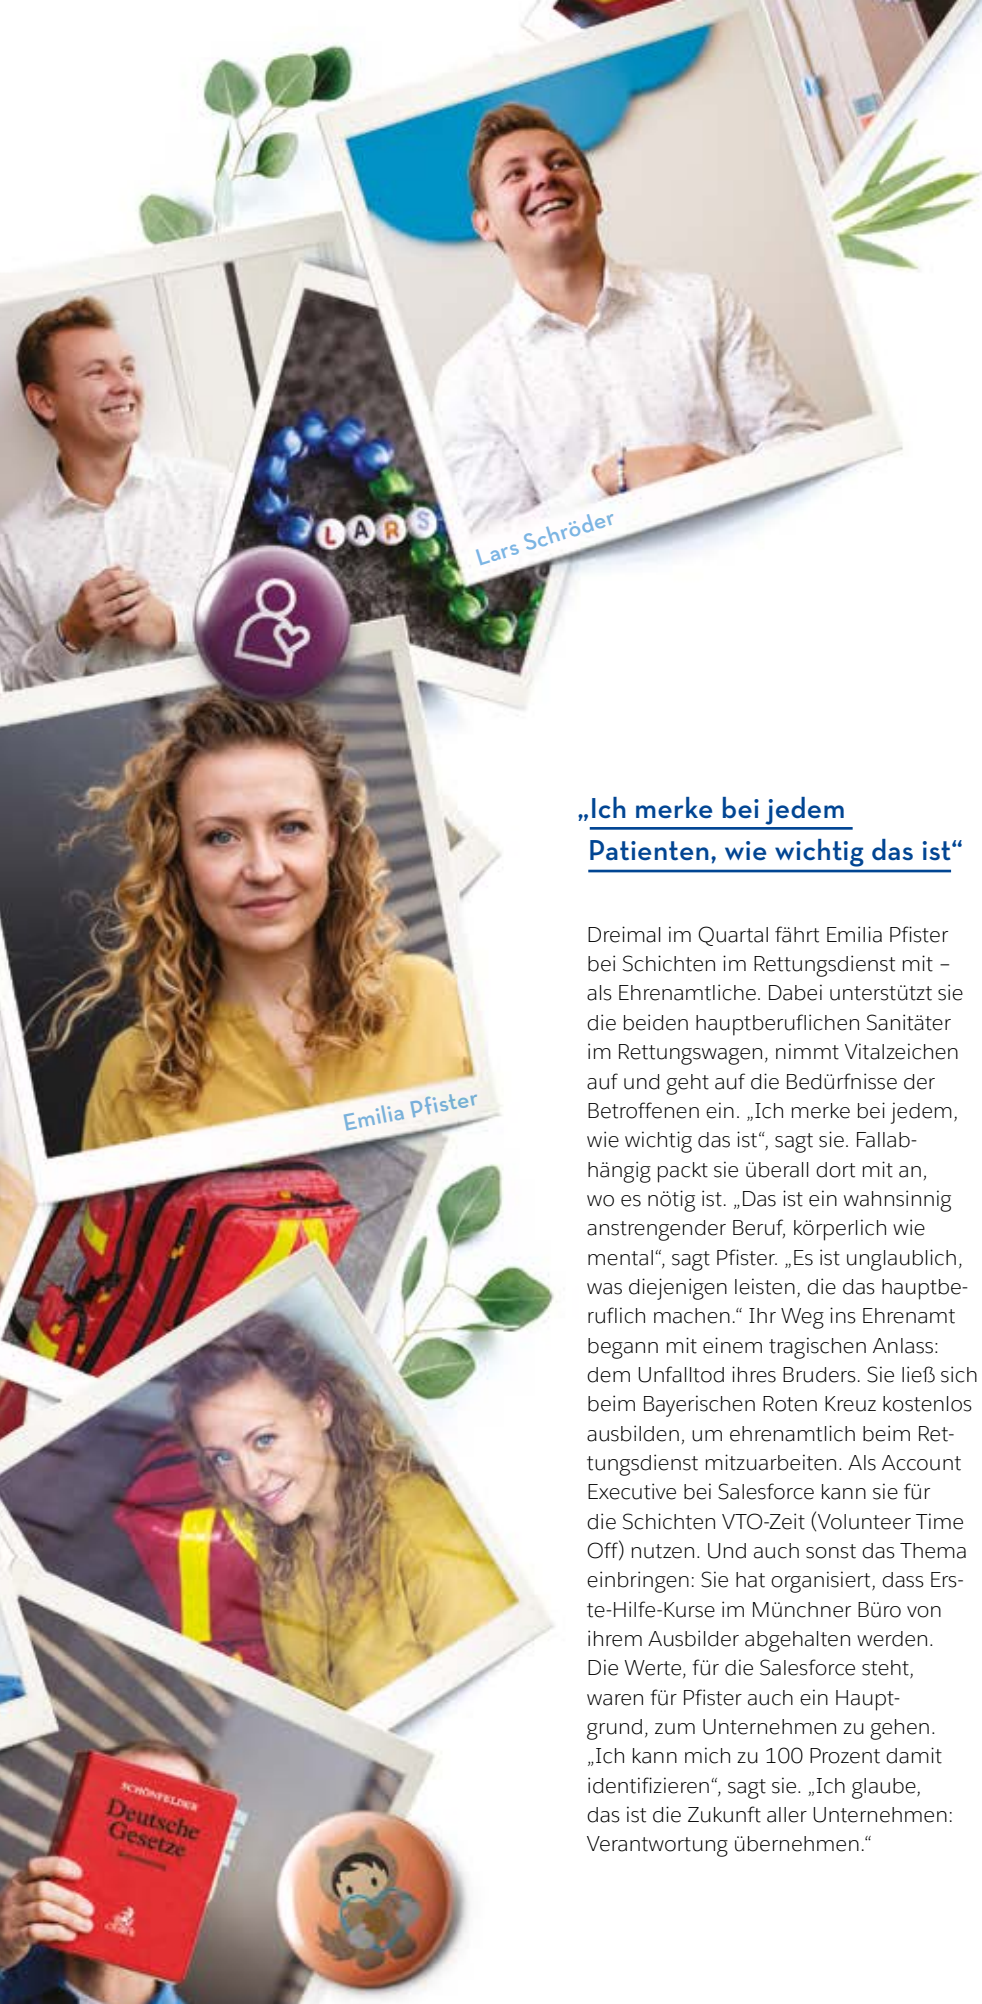 LARS
Lars Schröder
Emilia Pfister
„Ich merke bei jedem
Patienten, wie wichtig das ist“
Dreimal im Quartal fährt Emilia Pfister
bei Schichten im Rettungsdienst mit –
als Ehrenamtliche. Dabei unterstützt sie
die beiden hauptberuflichen Sanitäter
im Rettungswagen, nimmt Vitalzeichen
auf und geht auf die Bedürfnisse der
Betroffenen ein. „Ich merke bei jedem,
wie wichtig das ist“, sagt sie. Fallab-
hängig packt sie überall dort mit an,
wo es nötig ist. „Das ist ein wahnsinnig
anstrengender Beruf, körperlich wie
mental“, sagt Pfister. „Es ist unglaublich,
was diejenigen leisten, die das hauptbe-
ruflich machen.“ Ihr Weg ins Ehrenamt
begann mit einem tragischen Anlass:
dem Unfalltod ihres Bruders. Sie ließ sich
beim Bayerischen Roten Kreuz kostenlos
ausbilden, um ehrenamtlich beim Ret-
tungsdienst mitzuarbeiten. Als Account
Executive bei Salesforce kann sie für
die Schichten VTO-Zeit (Volunteer Time
Off) nutzen. Und auch sonst das Thema
einbringen: Sie hat organisiert, dass Ers-
te-Hilfe-Kurse im Münchner Büro von
ihrem Ausbilder abgehalten werden.
Die Werte, für die Salesforce steht,
waren für Pfister auch ein Haupt-
grund, zum Unternehmen zu gehen.
„Ich kann mich zu 100 Prozent damit
identifizieren“, sagt sie. „Ich glaube,
das ist die Zukunft aller Unternehmen:
Verantwortung übernehmen.“
SCHÖNFELDER
Deutsche
Gesetze